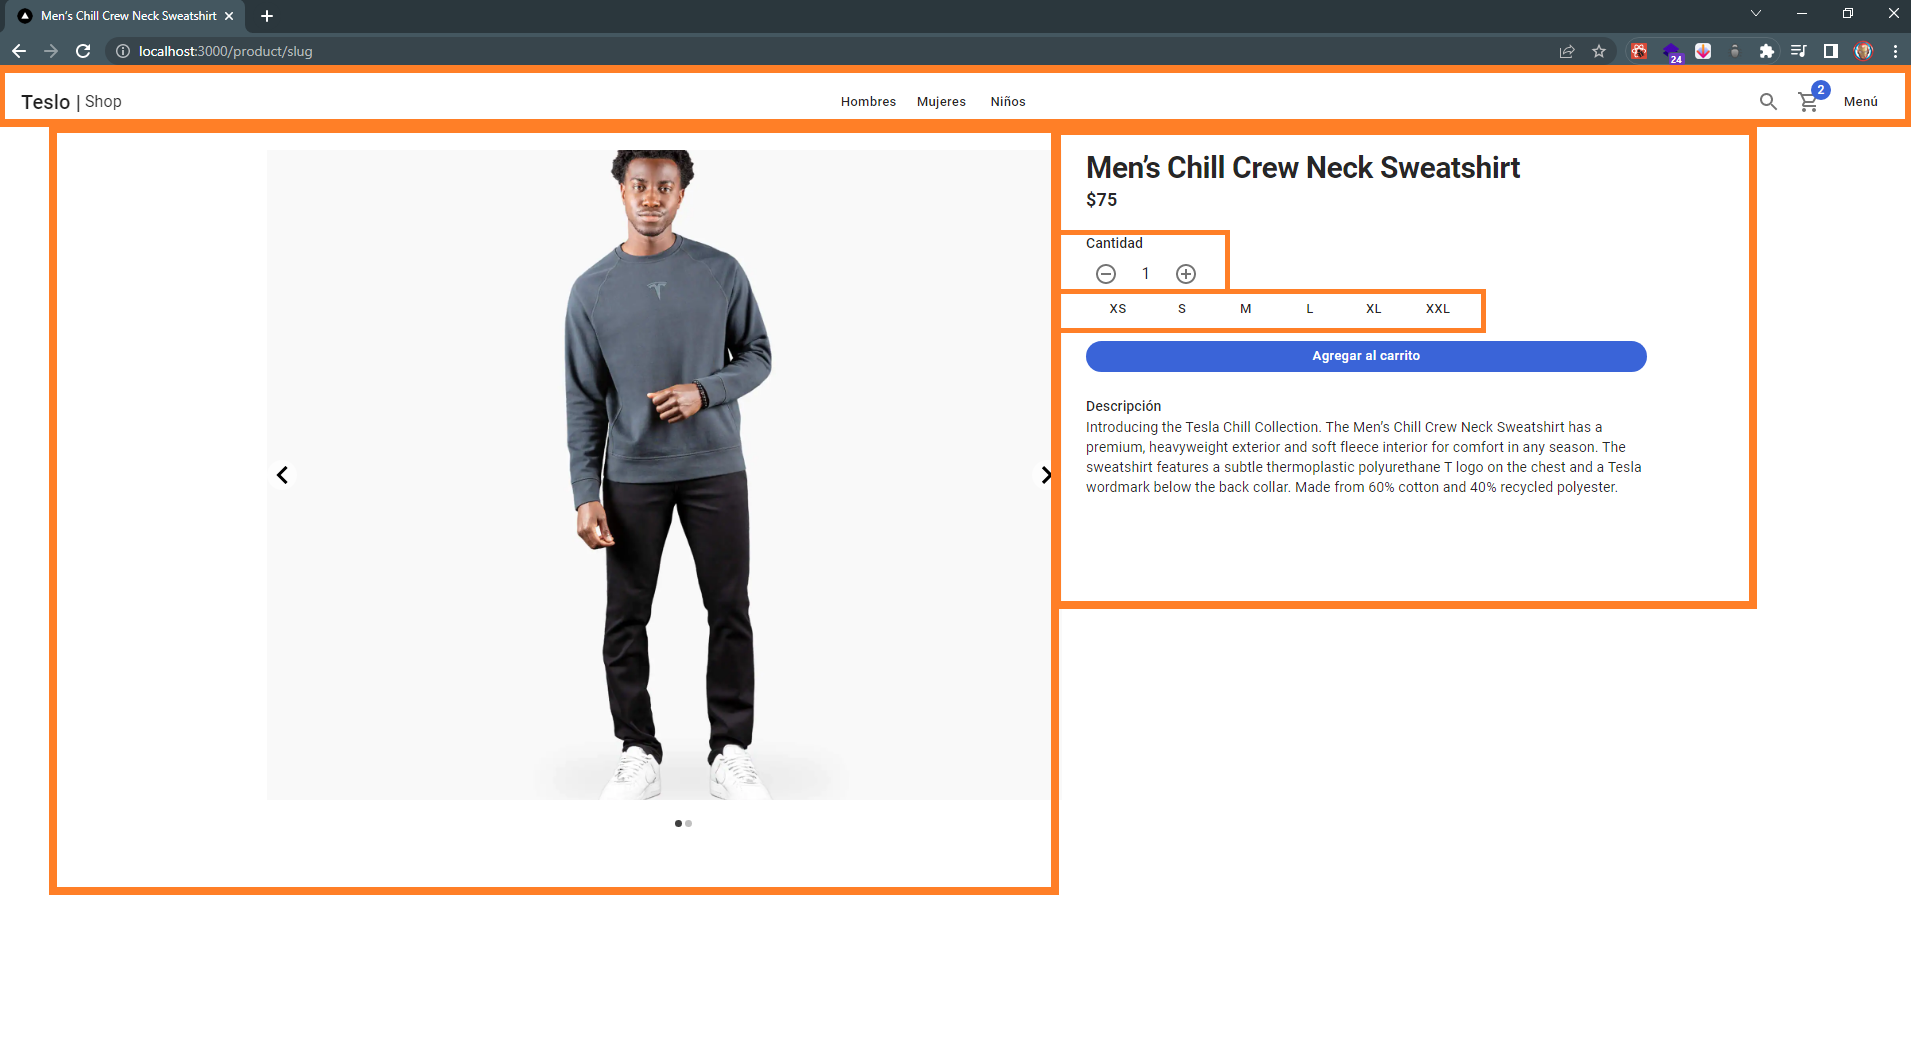 Men's Chill Crew Neck Sweatshirt
localhost:3000/product/slug
24
Teslo | Shop
Hombres Mujeres Niños
2
Menú
Men’s Chill Crew Neck Sweatshirt
$75
Cantidad
1
XS S M L XL XXL
Agregar al carrito
Descripción
Introducing the Tesla Chill Collection. The Men’s Chill Crew Neck Sweatshirt has a
premium, heavyweight exterior and soft fleece interior for comfort in any season. The
sweatshirt features a subtle thermoplastic polyurethane T logo on the chest and a Tesla
wordmark below the back collar. Made from 60% cotton and 40% recycled polyester.